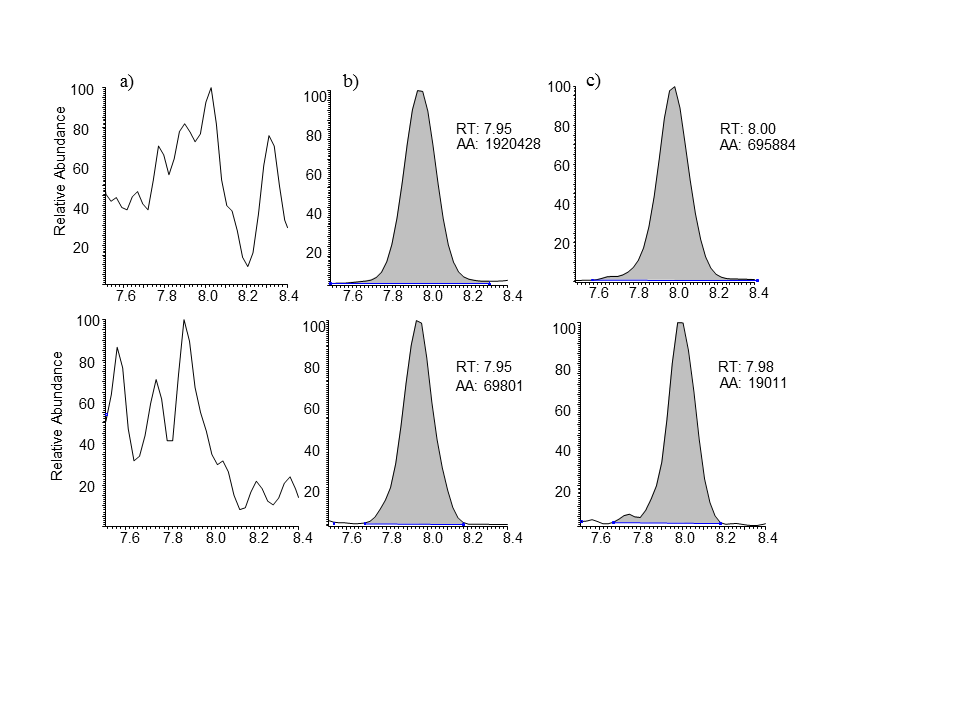 a)
Relative Abundance
100
80
60
40
20
7.6 7.8 8.0 8.2 8.4
b)
100
80
60
40
20
RT: 7.95
AA: 1920428
7.6 7.8 8.0 8.2 8.4
c)
100
80
60
40
20
RT: 8.00
AA: 695884
7.6 7.8 8.0 8.2 8.4
Relative Abundance
100
80
60
40
20
7.6 7.8 8.0 8.2 8.4
100
80
60
40
20
RT: 7.95
AA: 69801
7.6 7.8 8.0 8.2 8.4
100
80
60
40
20
RT: 7.98
AA: 19011
7.6 7.8 8.0 8.2 8.4